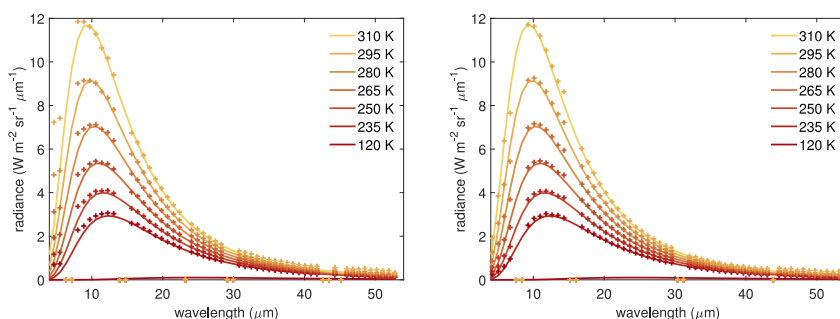 12
10
8
6
4
2
0
radiance (W m-2 sr-1 μm-1)
310 K
295 K
280 K
265 K
250 K
235 K
120 K
10 20 30 40 50
wavelength (μm)
12
10
8
6
4
2
0
radiance (W m-2 sr-1 μm-1)
310 K
295 K
280 K
265 K
250 K
235 K
120 K
10 20 30 40 50
wavelength (μm)